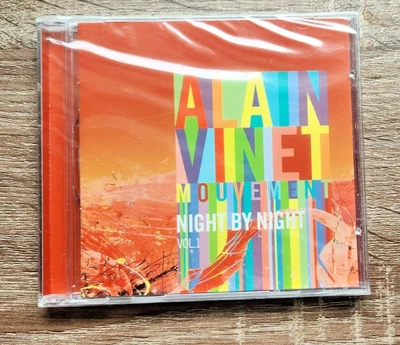 ALAIN
VINET
MOUVEMENT
NIGHT BY NIGHT
VOL.1